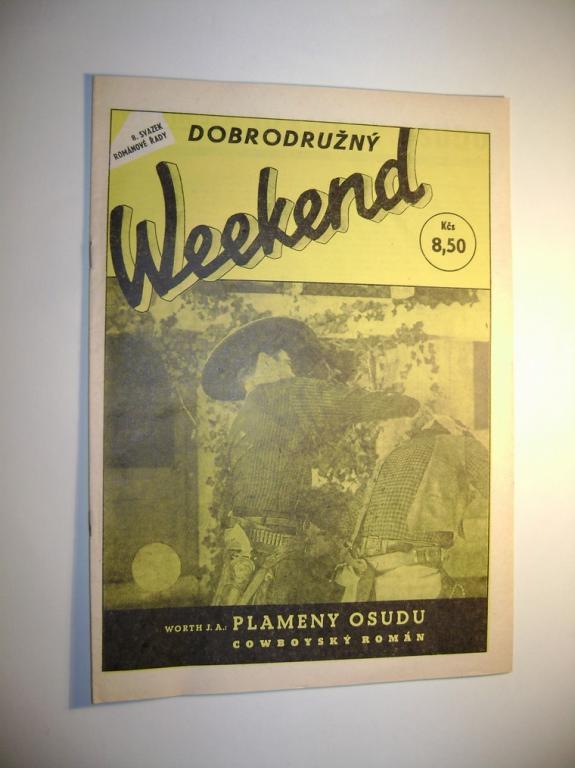 8. SVAZEK
ROMÁNOVÉ ŘADY
DOBRODRUŽNÝ
Weekend
Kčs
8,50
WORTH J. A.: PLAMENY OSUDU
COWBOYSKÝ ROMÁN